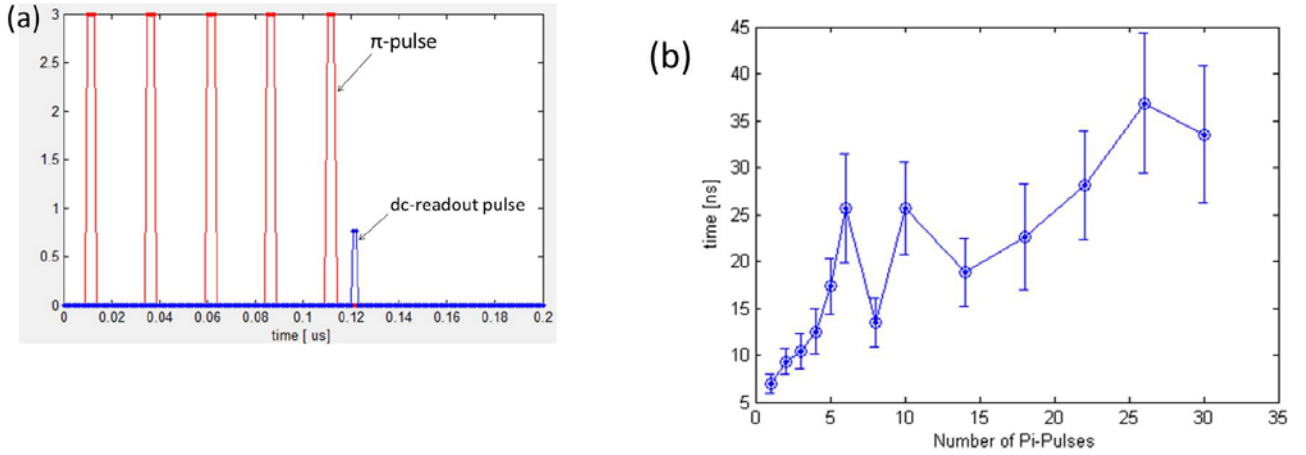 (a)
3
2.5
2
1.5
1
0.5
0
π-pulse
dc-readout pulse
0 0.02 0.04 0.06 0.08 0.1 0.12 0.14 0.16 0.18 0.2
time [ us]
(b)
45
40
35
30
25
20
15
10
5
time [ns]
0 5 10 15 20 25 30 35
Number of Pi-Pulses